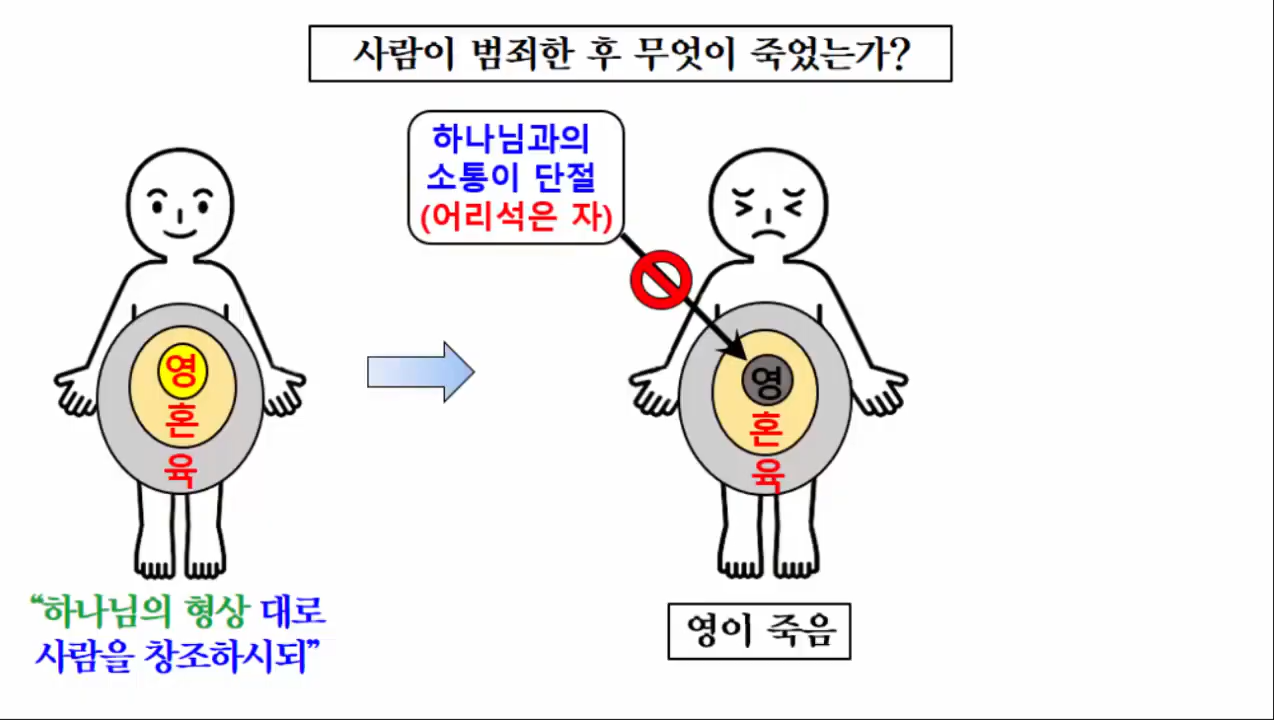 사람이 범죄한 후 무엇이 죽었는가?
하나님과의
소통이 단절
(어리석은 자)
영
혼
육
영
혼
육
“하나님의 형상 대로
사람을 창조하시되”
영이 죽음